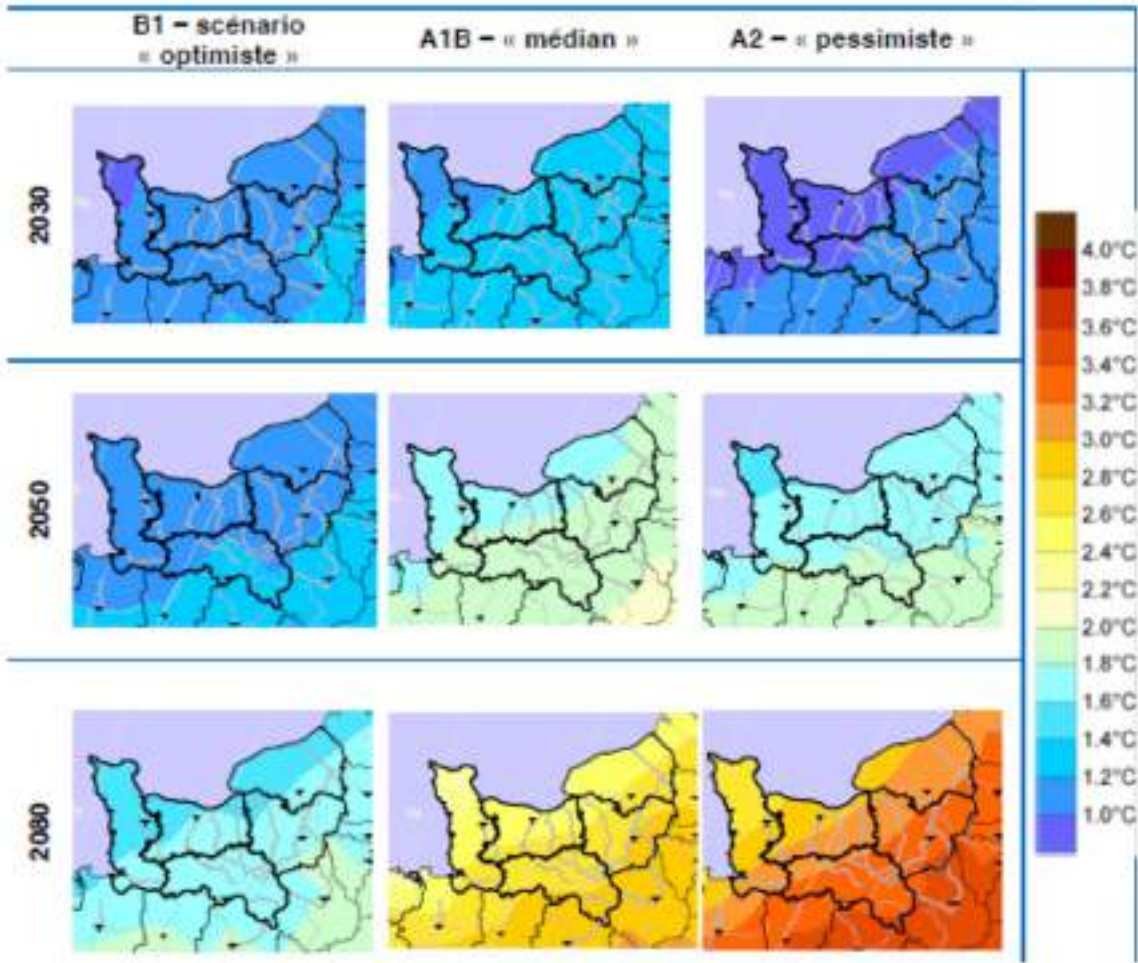 B1 – scénario
« optimiste »
A1B – « médian »
A2 – « pessimiste »
2030
2050
2080
4.0°C
3.8°C
3.6°C
3.4°C
3.2°C
3.0°C
2.8°C
2.6°C
2.4°C
2.2°C
2.0°C
1.8°C
1.6°C
1.4°C
1.2°C
1.0°C